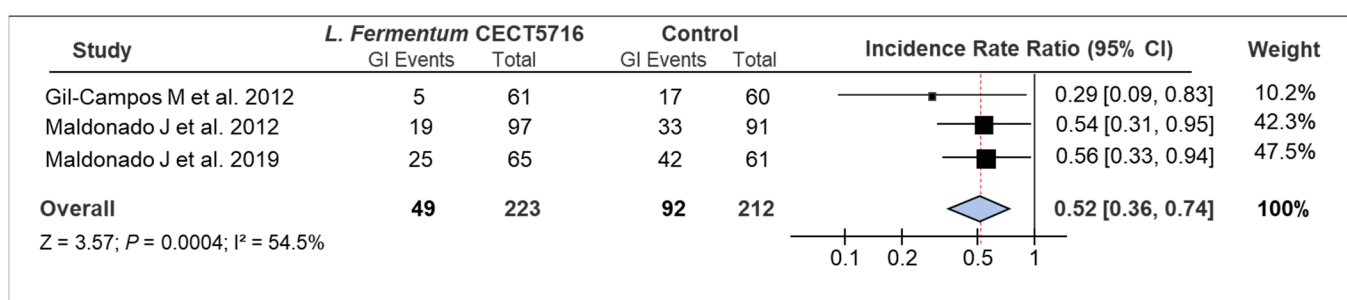 Study L. Fermentum CECT5716 Control Incidence Rate Ratio (95% CI) Weight
GI Events Total GI Events Total
Gil-Campos M et al. 2012 5 61 17 60 0.29 [0.09, 0.83] 10.2%
Maldonado J et al. 2012 19 97 33 91 0.54 [0.31, 0.95] 42.3%
Maldonado J et al. 2019 25 65 42 61 0.56 [0.33, 0.94] 47.5%
Overall 49 223 92 212 0.52 [0.36, 0.74] 100%
Z = 3.57; P = 0.0004; I² = 54.5%
0.1 0.2 0.5 1